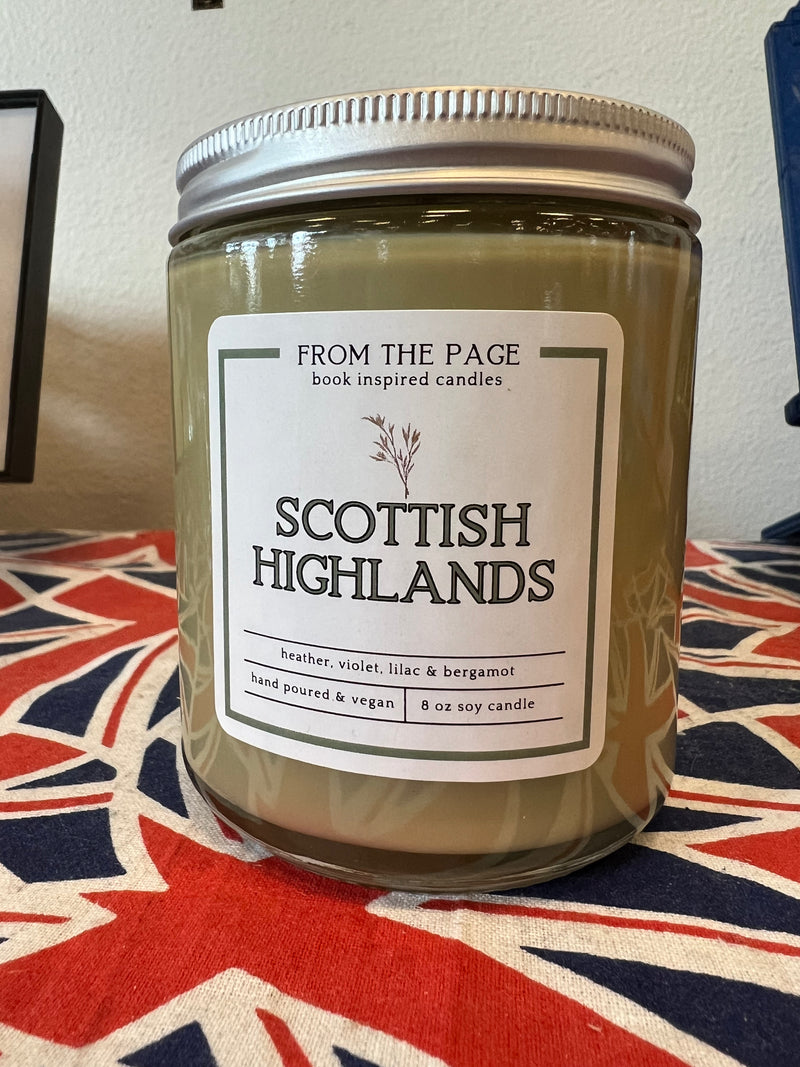 FROM THE PAGE
book inspired candles
SCOTTISH
HIGHLANDS
heather, violet, lilac & bergamot
hand poured & vegan
8 oz soy candle